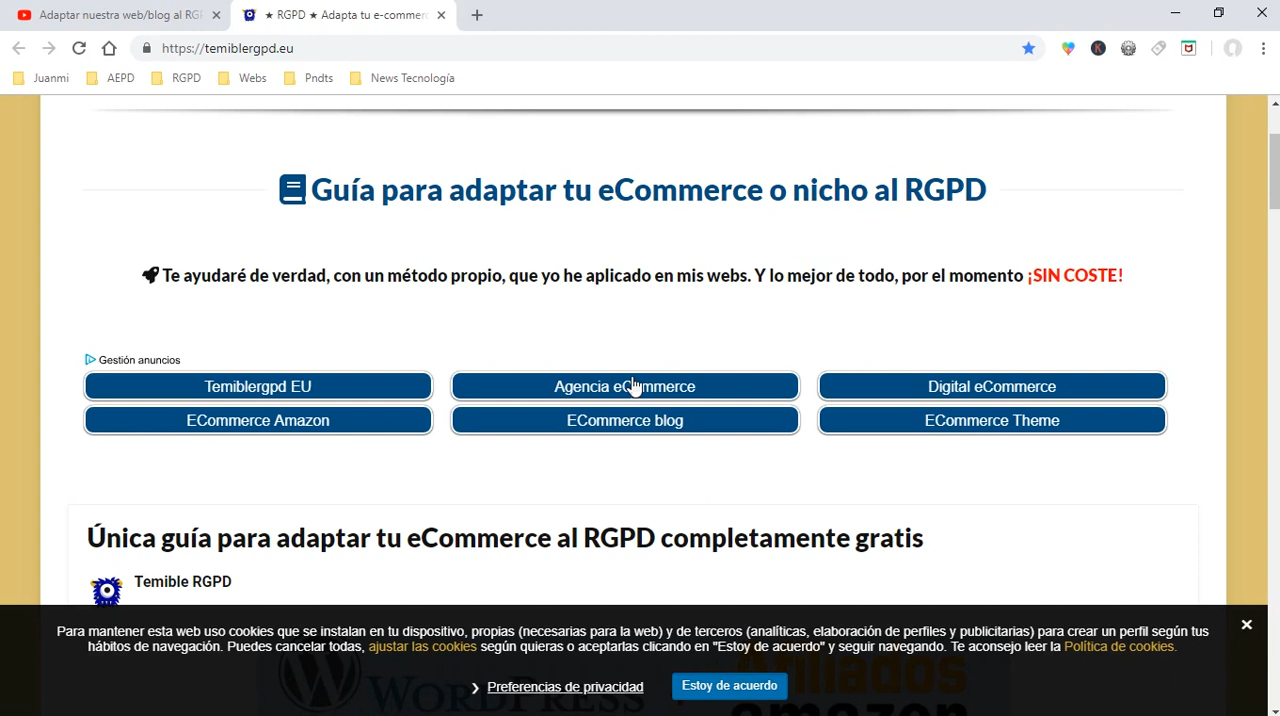 Adaptar nuestra web/blog al RG
★ RGPD ★ Adapta tu e-commerc
https://temiblergpd.eu
Juanmi AEPD RGPD Webs Pndts News Tecnología
Guía para adaptar tu eCommerce o nicho al RGPD
Te ayudaré de verdad, con un método propio, que yo he aplicado en mis webs. Y lo mejor de todo, por el momento ¡SIN COSTE!
Gestión anuncios
Temiblergpd EU Agencia eCommerce Digital eCommerce
ECommerce Amazon ECommerce blog ECommerce Theme
Única guía para adaptar tu eCommerce al RGPD completamente gratis
Temible RGPD
Para mantener esta web uso cookies que se instalan en tu dispositivo, propias (necesarias para la web) y de terceros (analíticas, elaboración de perfiles y publicitarias) para crear un perfil según tus
hábitos de navegación. Puedes cancelar todas, ajustar las cookies según quieras o aceptarlas clicando en "Estoy de acuerdo" y seguir navegando. Te aconsejo leer la Política de cookies.
WORDPRESS
Afiliados
amazon
Preferencias de privacidad Estoy de acuerdo